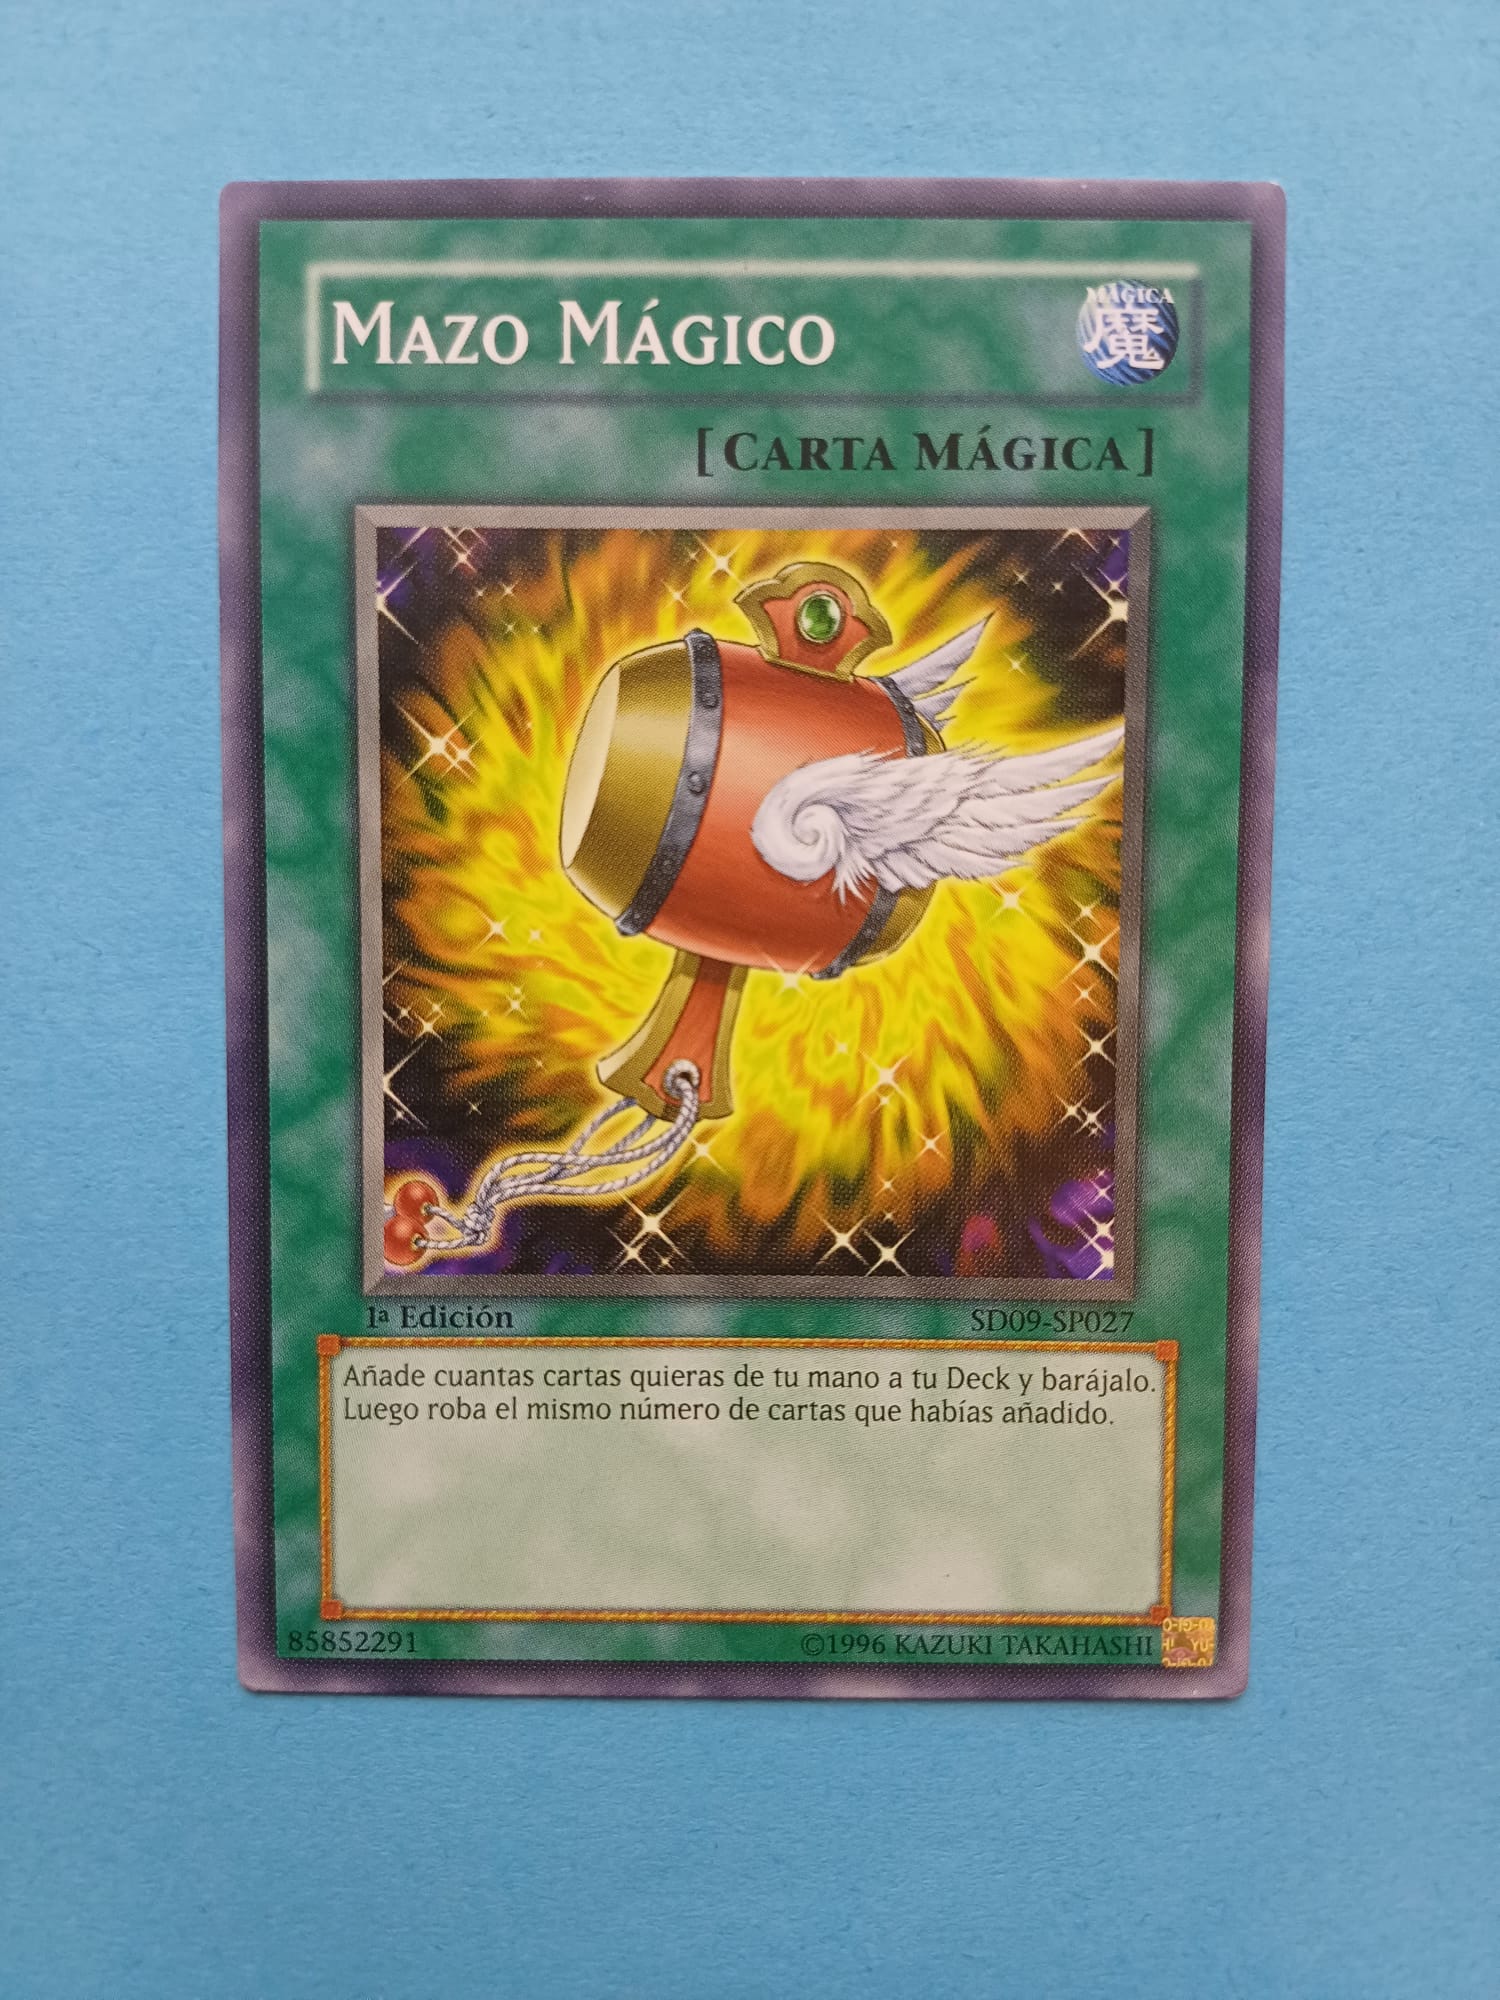 MAZO MÁGICO
MÁGICA
魔
[CARTA MÁGICA]
1ª Edición
SD09-SP027
Añade cuantas cartas quieras de tu mano a tu Deck y barájalo.
Luego roba el mismo número de cartas que habías añadido.
85852291
©1996 KAZUKI TAKAHASHI